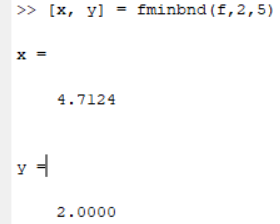 >> [x, y] = fminbnd(f,2,5)
x =
4.7124
y =
2.0000